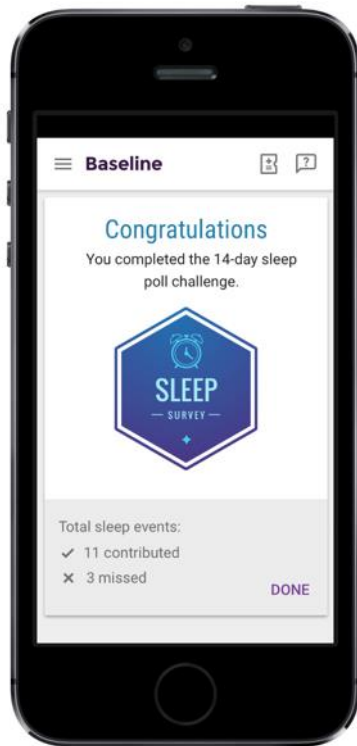 Baseline
Congratulations
You completed the 14-day sleep
poll challenge.
SLEEP
SURVEY
Total sleep events:
11 contributed
3 missed
DONE